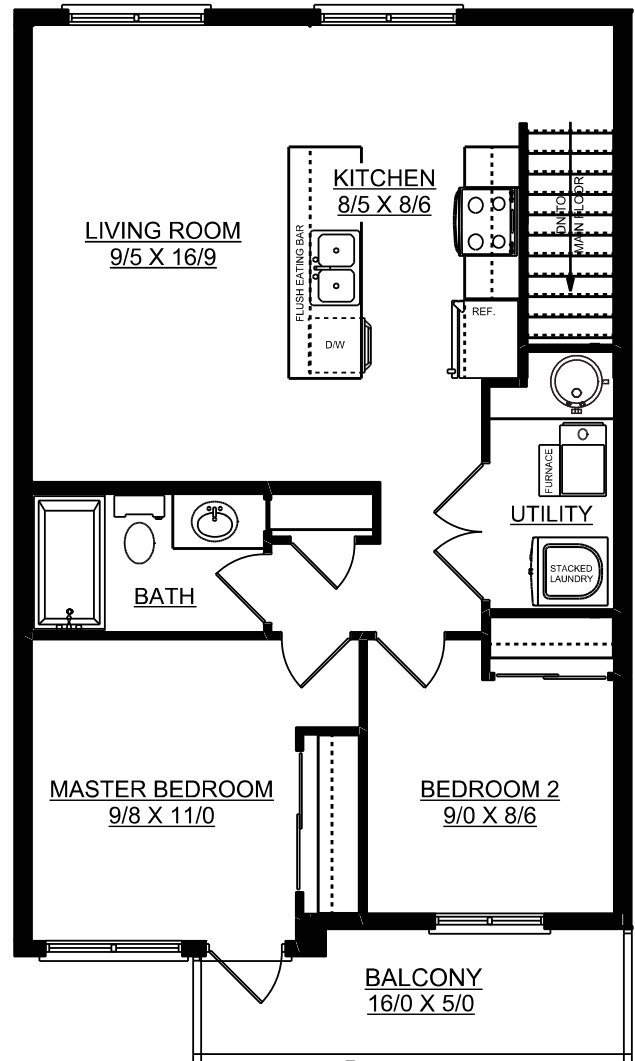 KITCHEN
8/5 X 8/6
DN TO
MAIN FLOOR
LIVING ROOM
9/5 X 16/9
FLUSH EATING BAR
REF.
D/W
FURNACE
UTILITY
STACKED
LAUNDRY
BATH
MASTER BEDROOM
9/8 X 11/0
BEDROOM 2
9/0 X 8/6
BALCONY
16/0 X 5/0